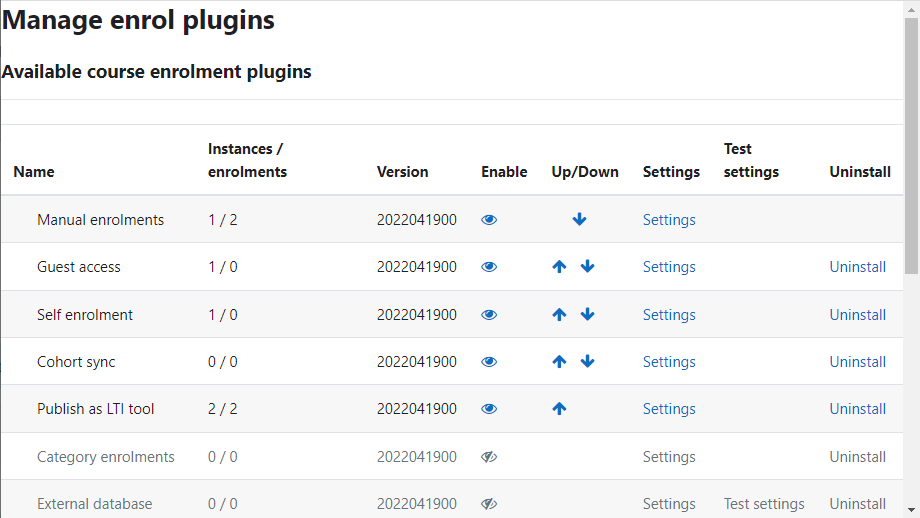 Manage enrol plugins
Available course enrolment plugins
Name Instances / enrolments Version Enable Up/Down Settings Test settings Uninstall
Manual enrolments 1 / 2 2022041900 Settings
Guest access 1 / 0 2022041900 Settings Uninstall
Self enrolment 1 / 0 2022041900 Settings Uninstall
Cohort sync 0 / 0 2022041900 Settings Uninstall
Publish as LTI tool 2 / 2 2022041900 Settings Uninstall
Category enrolments 0 / 0 2022041900 Settings Uninstall
External database 0 / 0 2022041900 Settings Test settings Uninstall